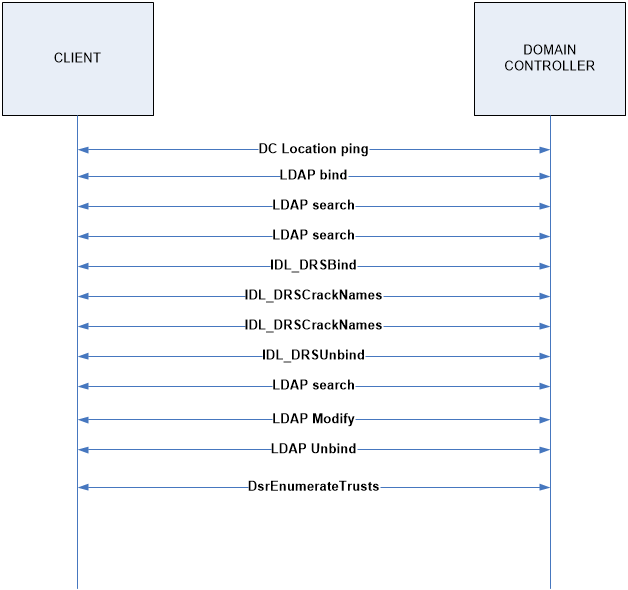 CLIENT
DOMAIN
CONTROLLER
DC Location ping
LDAP bind
LDAP search
LDAP search
IDL_DRSBind
IDL_DRSCrackNames
IDL_DRSCrackNames
IDL_DRSUnbind
LDAP search
LDAP Modify
LDAP Unbind
DsrEnumerateTrusts